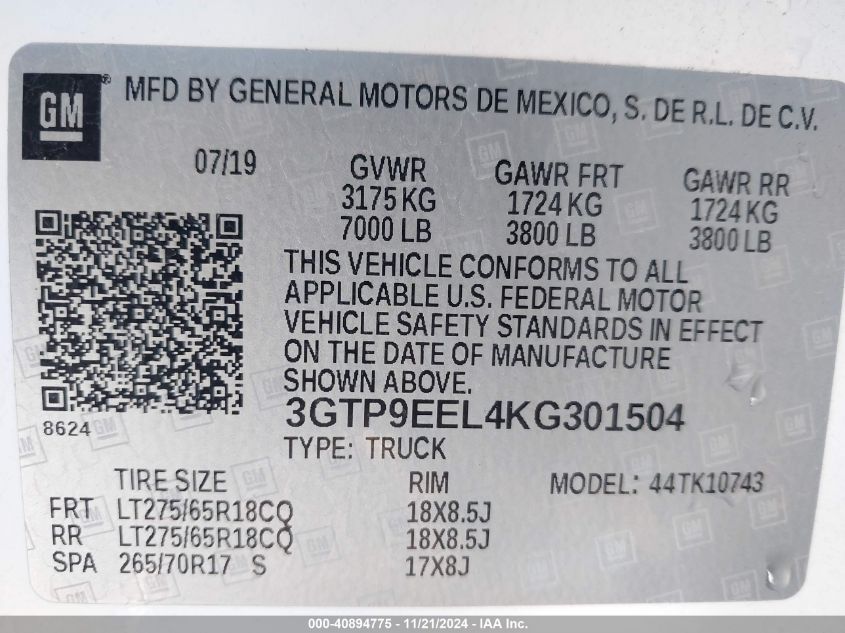 GM ® MFD BY GENERAL MOTORS DE MEXICO, S. DE R.L. DE C.V.
07/19 GVWR GAWR FRT GAWR RR
3175 KG 1724 KG 1724 KG
7000 LB 3800 LB 3800 LB
THIS VEHICLE CONFORMS TO ALL
APPLICABLE U.S. FEDERAL MOTOR
VEHICLE SAFETY STANDARDS IN EFFECT
ON THE DATE OF MANUFACTURE
SHOWN ABOVE.
8624 3GTP9EEL4KG301504
TYPE: TRUCK
TIRE SIZE RIM MODEL: 44TK10743
FRT LT275/65R18CQ 18X8.5J
RR LT275/65R18CQ 18X8.5J
SPA 265/70R17 S 17X8J
000-40894775 - 11/21/2024 - IAA Inc.